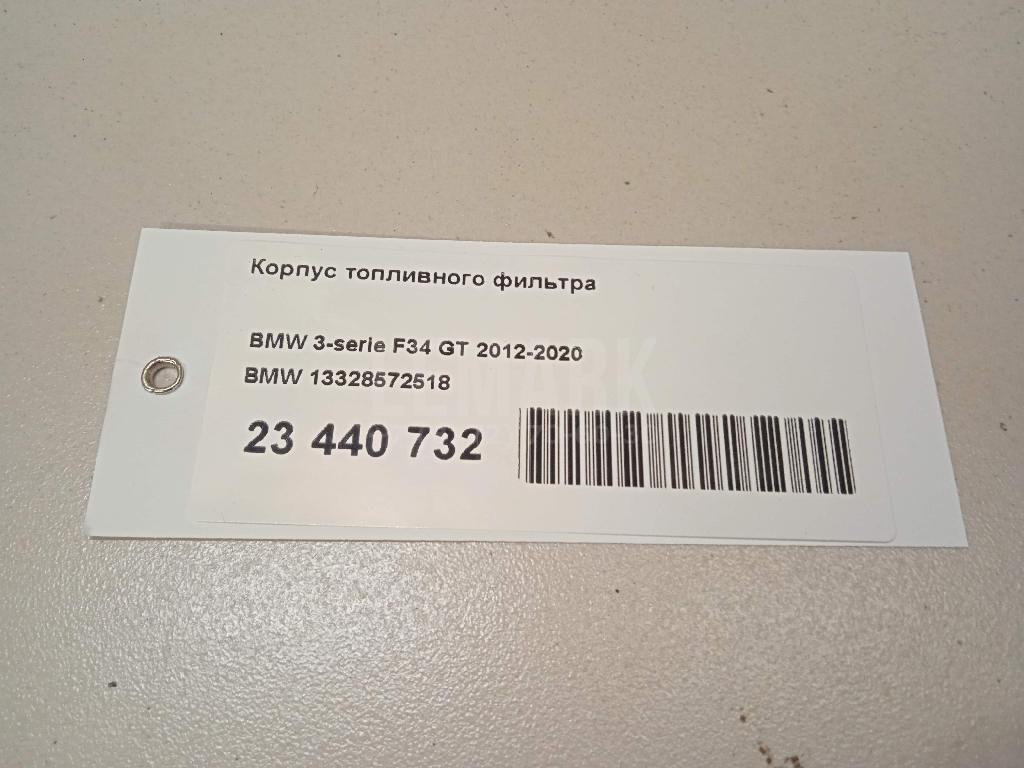 Корпус топливного фильтра
BMW 3-serie F34 GT 2012-2020
BMW 13328572518
23 440 732